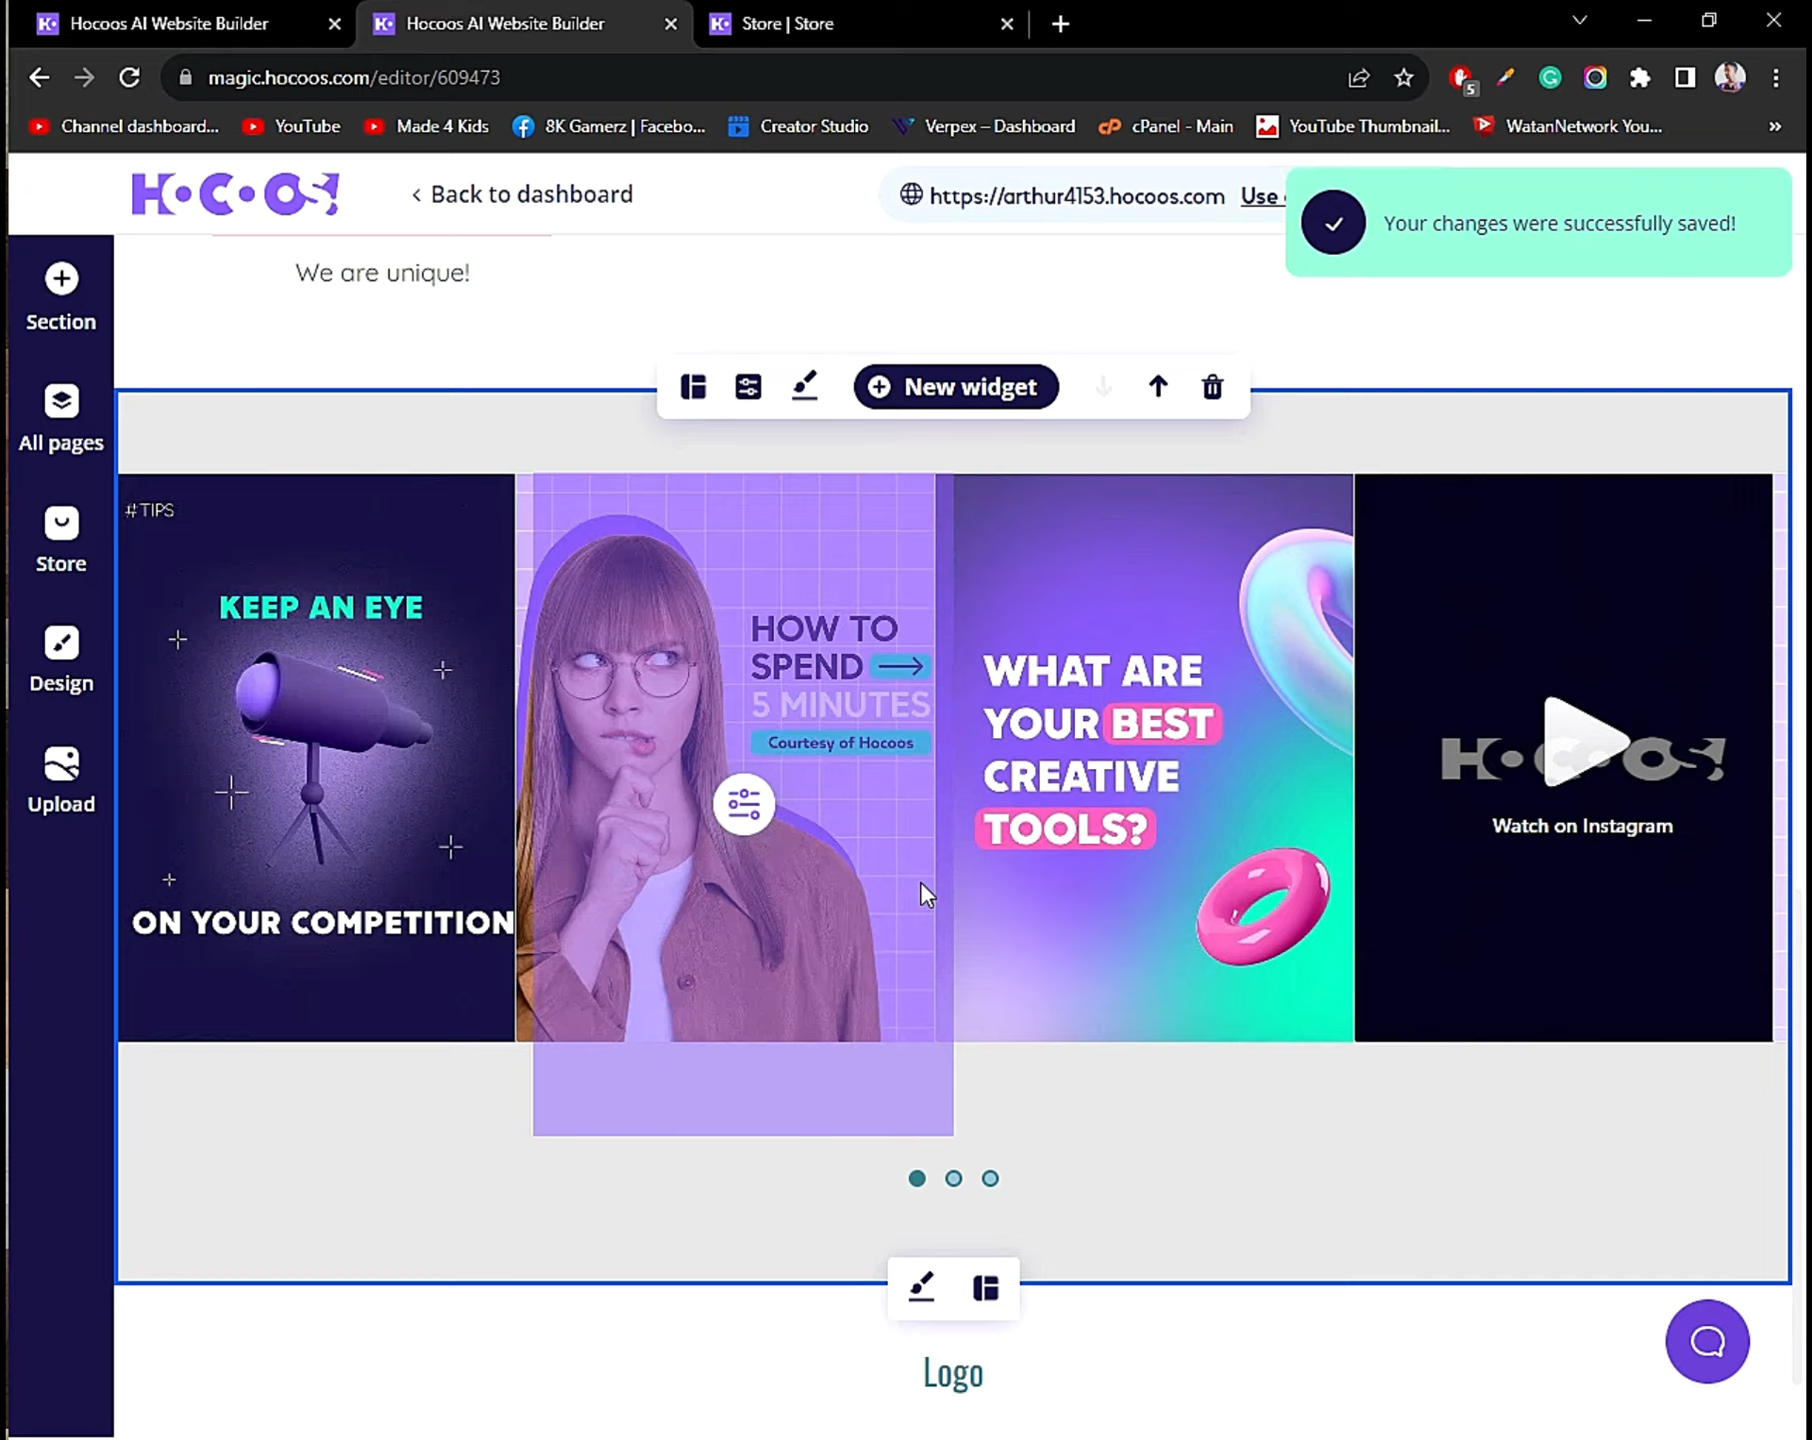 Hocoos AI Website Builder
Hocoos AI Website Builder
Store | Store
magic.hocoos.com/editor/609473
5
Channel dashboard...
YouTube
Made 4 Kids
8K Gamerz | Facebo...
Creator Studio
Verpex – Dashboard
cPanel - Main
YouTube Thumbnail...
WatanNetwork You...
HOCOOS!
Back to dashboard
https://arthur4153.hocoos.com
Use
Your changes were successfully saved!
Section
All pages
Store
Design
Upload
We are unique!
New widget
#TIPS
KEEP AN EYE
ON YOUR COMPETITION
HOW TO
SPEND
5 MINUTES
Courtesy of Hocoos
WHAT ARE
YOUR BEST
CREATIVE
TOOLS?
HOCOOS!
Watch on Instagram
Logo